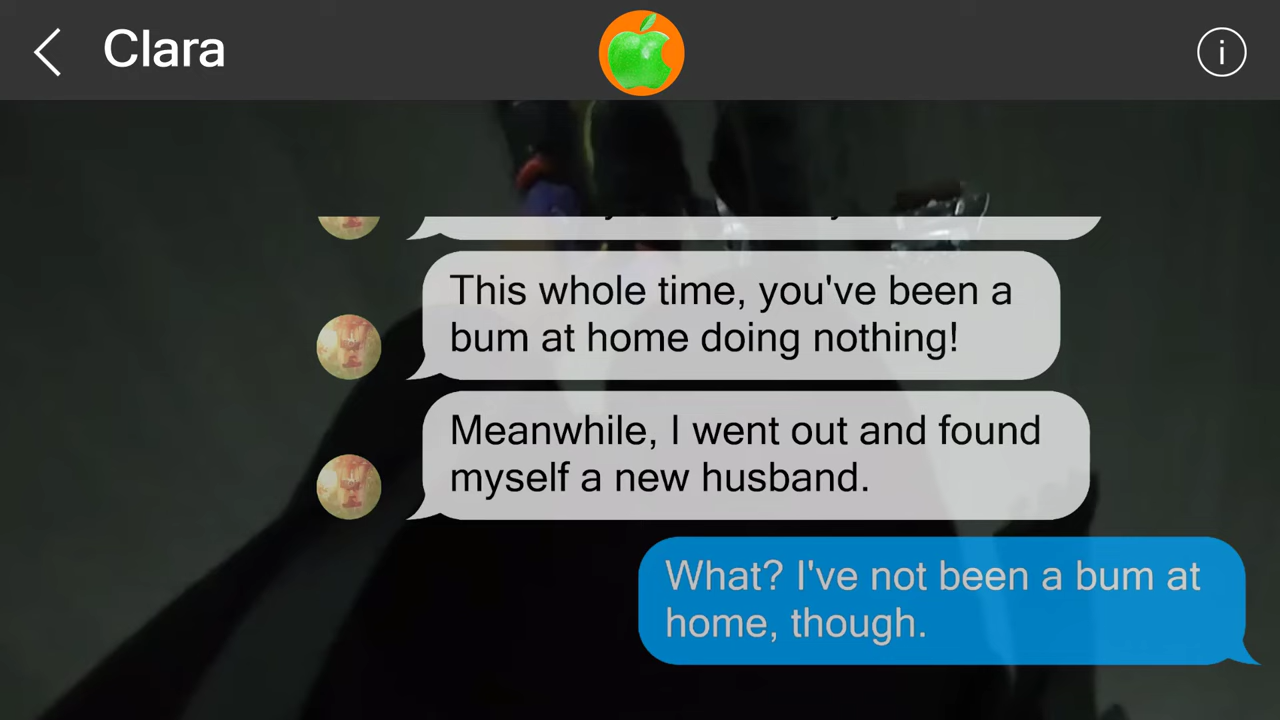 Clara
i
This whole time, you've been a
bum at home doing nothing!
Meanwhile, I went out and found
myself a new husband.
What? I've not been a bum at
home, though.